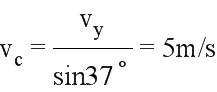 v_c = v_y / sin37° = 5m/s